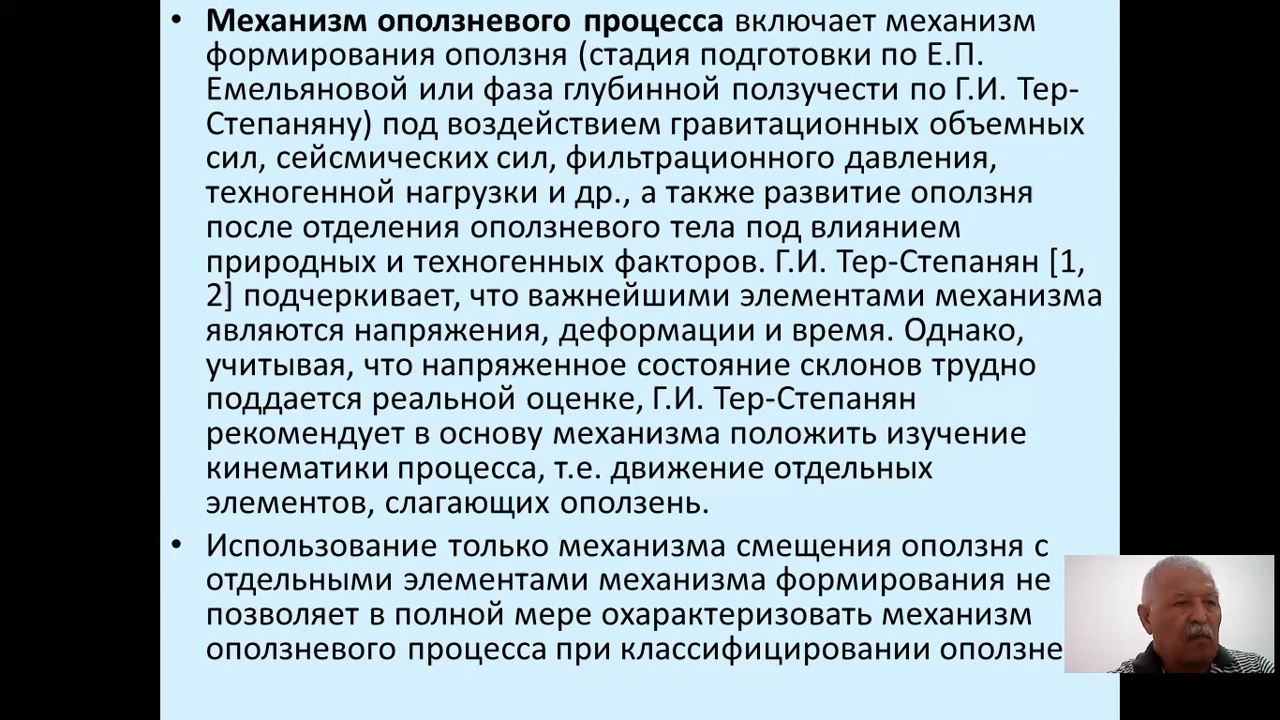 • Механизм оползневого процесса включает механизм
формирования оползня (стадия подготовки по Е.П.
Емельяновой или фаза глубинной ползучести по Г.И. Тер-
Степаняну) под воздействием гравитационных объемных
сил, сейсмических сил, фильтрационного давления,
техногенной нагрузки и др., а также развитие оползня
после отделения оползневого тела под влиянием
природных и техногенных факторов. Г.И. Тер-Степанян [1,
2] подчеркивает, что важнейшими элементами механизма
являются напряжения, деформации и время. Однако,
учитывая, что напряженное состояние склонов трудно
поддается реальной оценке, Г.И. Тер-Степанян
рекомендует в основу механизма положить изучение
кинематики процесса, т.е. движение отдельных
элементов, слагающих оползень.
• Использование только механизма смещения оползня с
отдельными элементами механизма формирования не
позволяет в полной мере охарактеризовать механизм
оползневого процесса при классифицировании оползне